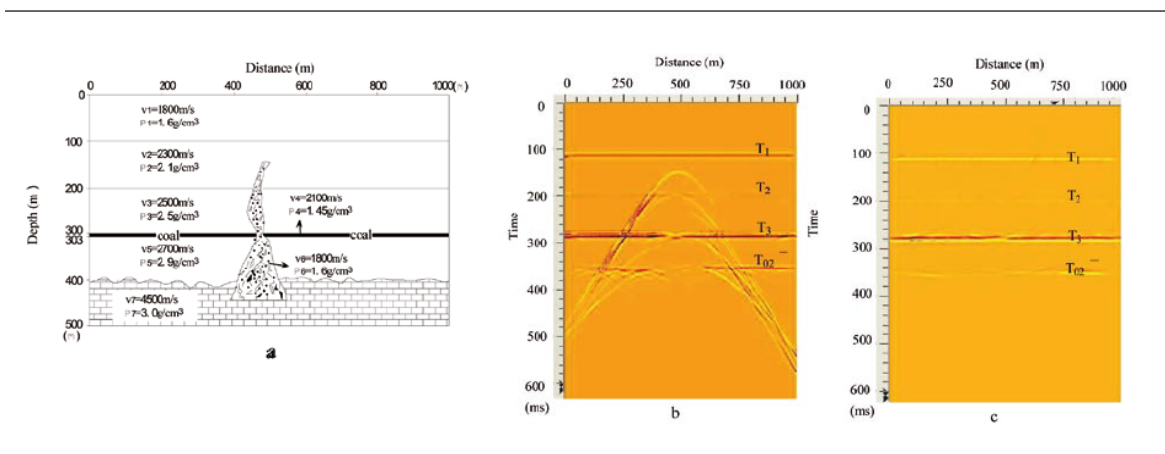 Distance (m)
0 200 400 600 800 1000(m)
Depth (m)
0
100
200
300
303
400
500
(m)
v1=1800m/s
ρ1=1.6g/cm3
v2=2300m/s
ρ2=2.1g/cm3
v3=2500m/s
ρ3=2.5g/cm3
v4=2100m/s
ρ4=1.45g/cm3
coal coal
v5=2700m/s
ρ5=2.9g/cm3
v6=1800m/s
ρ6=1.6g/cm3
v7=4500m/s
ρ7=3.0g/cm3
a
Distance (m)
0 250 500 750 1000
Time
0
100
200
300
400
500
600
(ms)
T1
T2
T3
T02
b
Distance (m)
0 250 500 750 1000
Time
0
100
200
300
400
500
600
(ms)
T1
T2
T3
T02
c